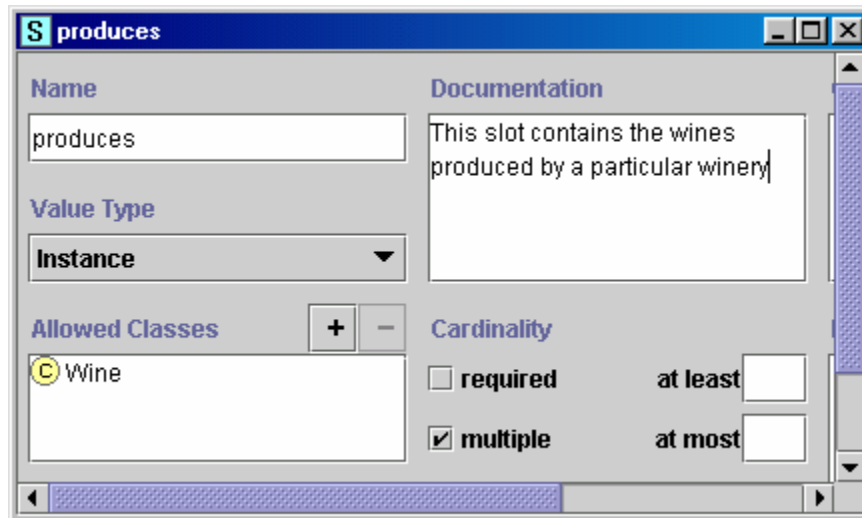 S produces
Name
produces
Value Type
Instance
Allowed Classes + −
C Wine
Documentation
This slot contains the wines
produced by a particular winery
Cardinality
required at least
multiple at most